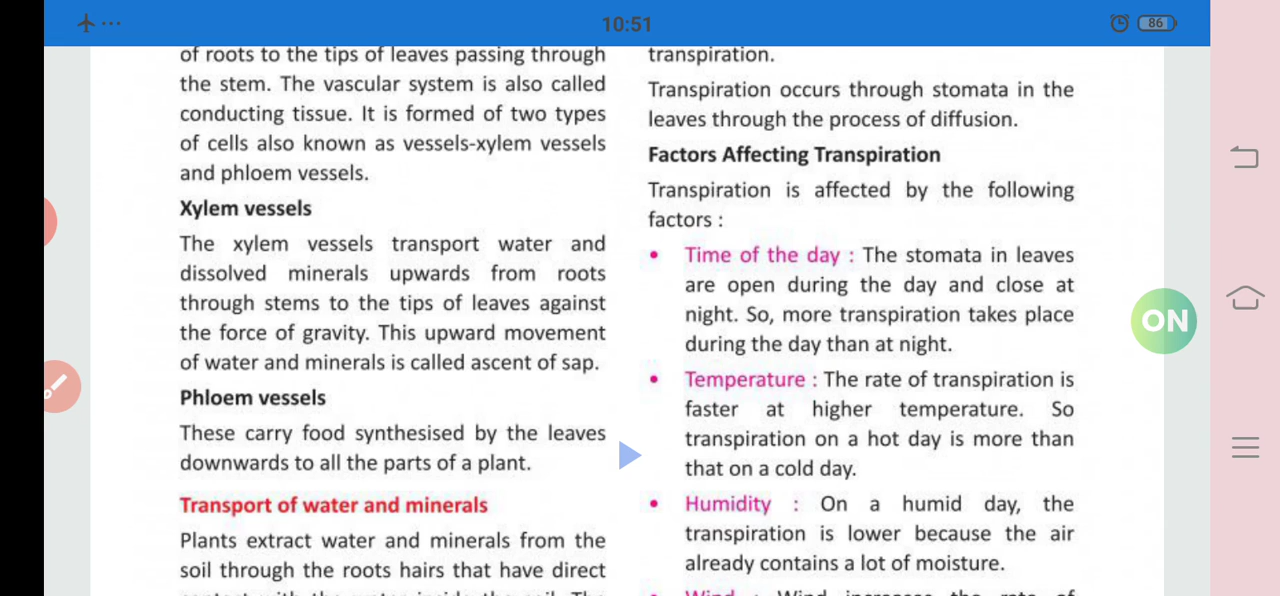 10:51
86
of roots to the tips of leaves passing through
the stem. The vascular system is also called
conducting tissue. It is formed of two types
of cells also known as vessels-xylem vessels
and phloem vessels.
Xylem vessels
The xylem vessels transport water and
dissolved minerals upwards from roots
through stems to the tips of leaves against
the force of gravity. This upward movement
of water and minerals is called ascent of sap.
Phloem vessels
These carry food synthesised by the leaves
downwards to all the parts of a plant.
Transport of water and minerals
Plants extract water and minerals from the
soil through the roots hairs that have direct
transpiration.
Transpiration occurs through stomata in the
leaves through the process of diffusion.
Factors Affecting Transpiration
Transpiration is affected by the following
factors :
• Time of the day : The stomata in leaves
are open during the day and close at
night. So, more transpiration takes place
during the day than at night.
• Temperature : The rate of transpiration is
faster at higher temperature. So
transpiration on a hot day is more than
that on a cold day.
• Humidity : On a humid day, the
transpiration is lower because the air
already contains a lot of moisture.
• Wind : Wind increases the rate of
ON